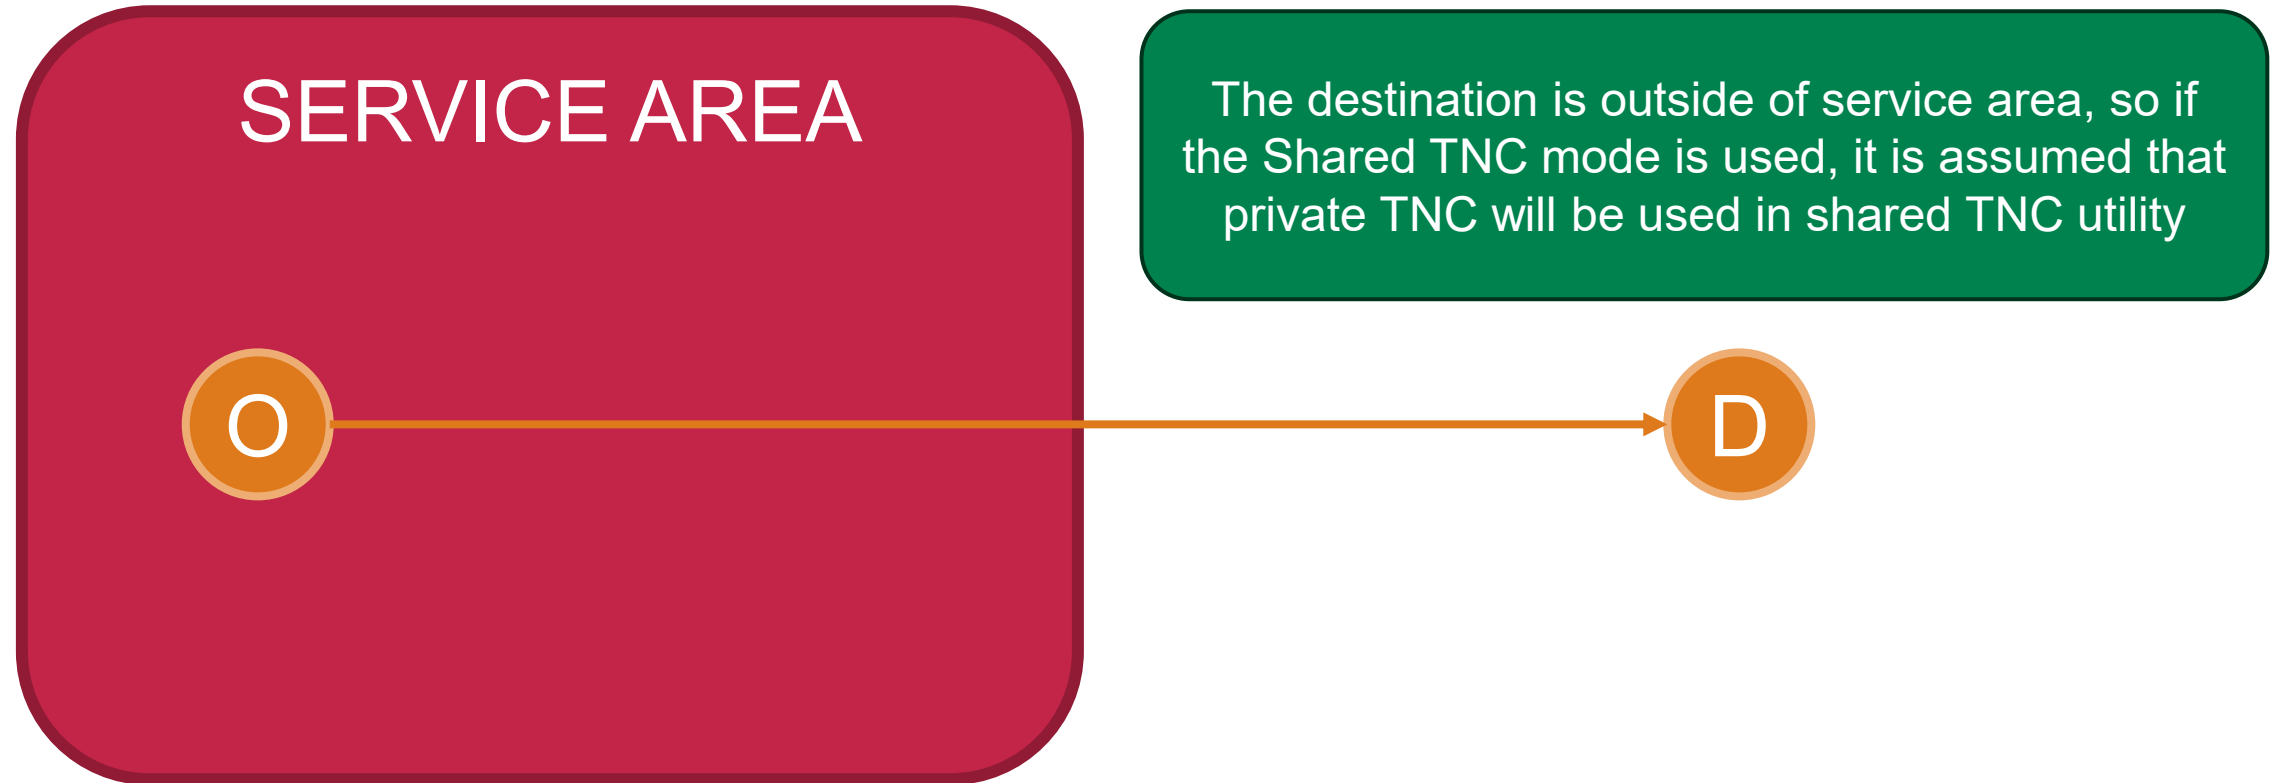 SERVICE AREA
The destination is outside of service area, so if
the Shared TNC mode is used, it is assumed that
private TNC will be used in shared TNC utility
O
D